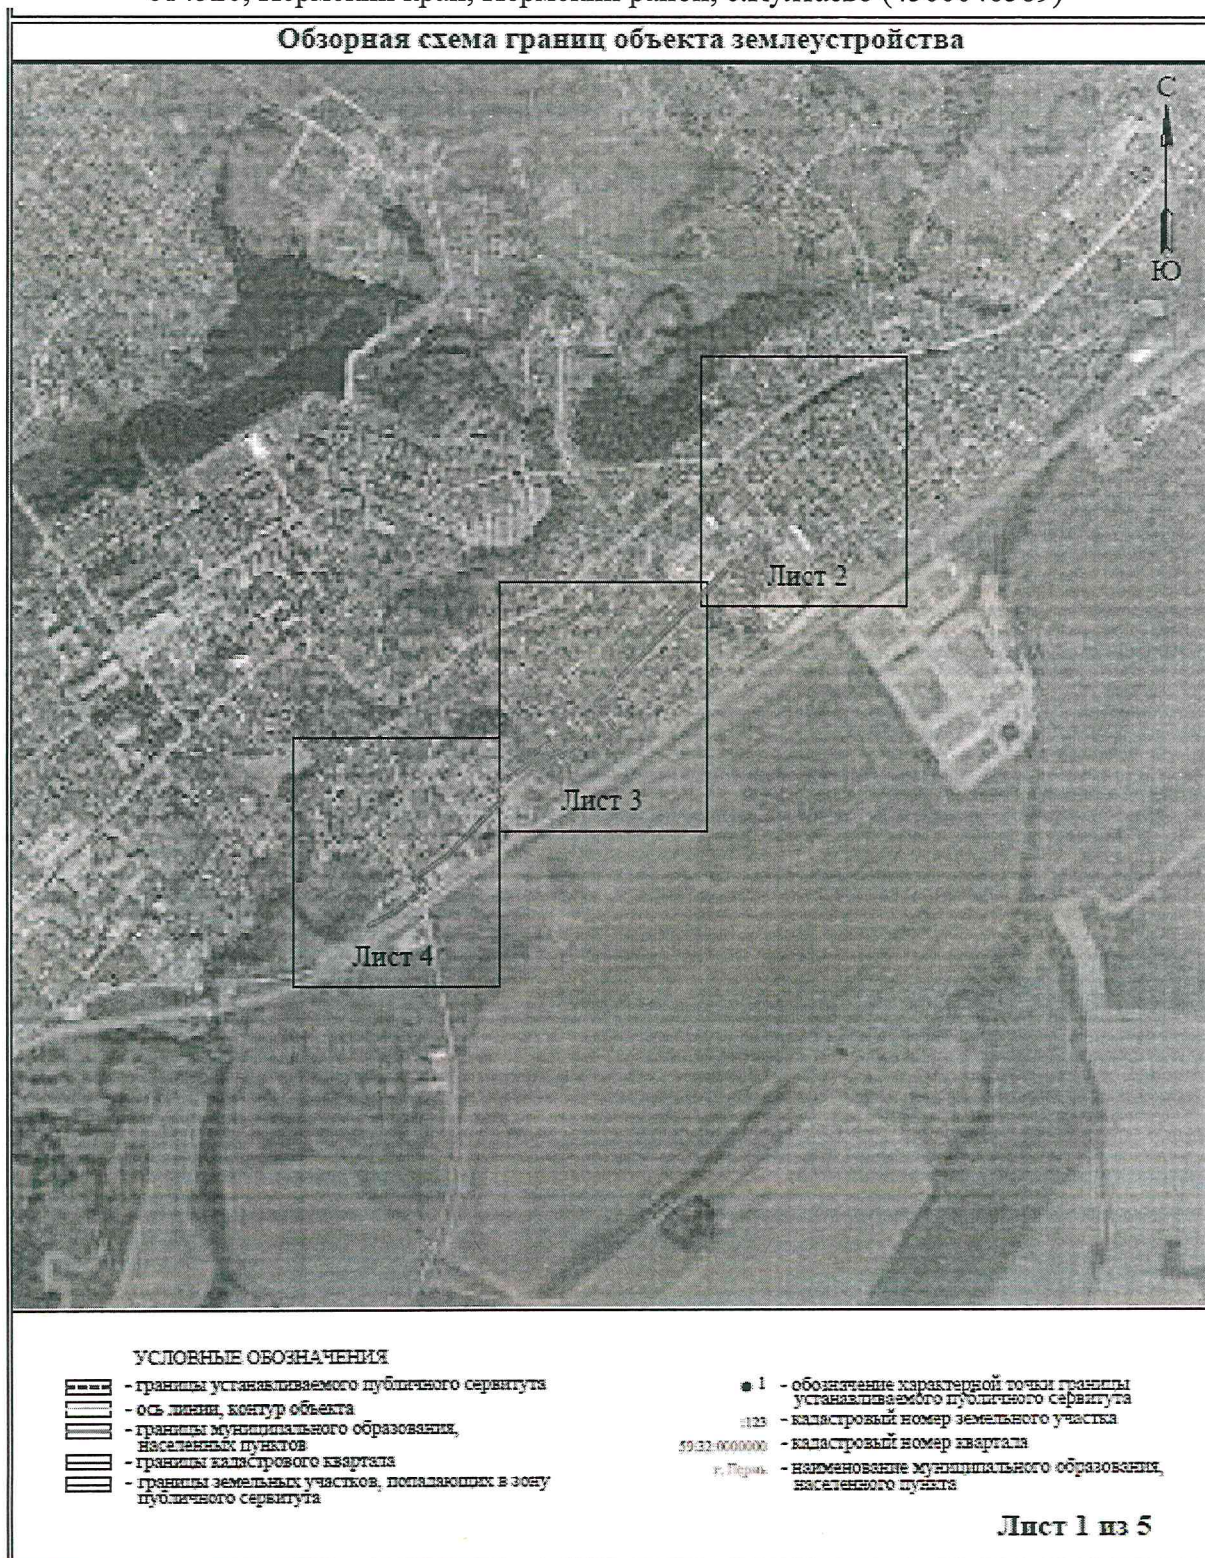 Обзорная схема границ объекта землеустройства
С
Ю
Лист 2
Лист 3
Лист 4
УСЛОВНЫЕ ОБОЗНАЧЕНИЯ
- границы устанавливаемого публичного сервитута
- ось линии, контур объекта
- границы муниципального образования,
населенных пунктов
- границы кадастрового квартала
- границы земельных участков, попадающих в зону
публичного сервитута
1 - обозначение характерной точки границы
устанавливаемого публичного сервитута
:123 - кадастровый номер земельного участка
59:32:0000000 - кадастровый номер квартала
г. Пермь - наименование муниципального образования,
населенного пункта
Лист 1 из 5